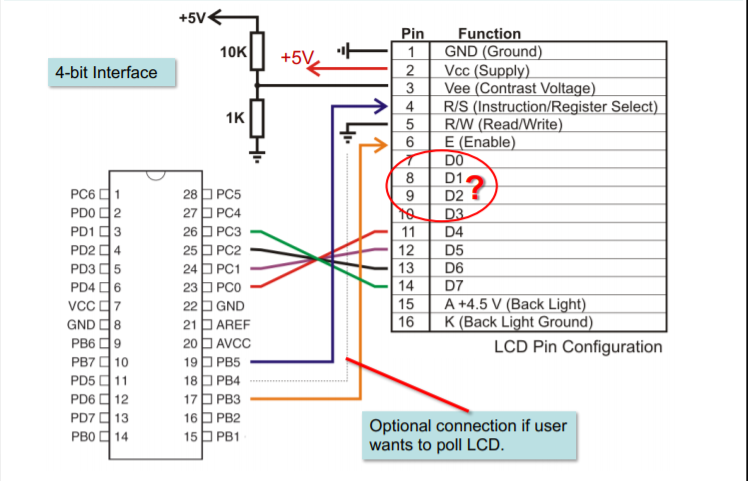 +5V
10K
+5V
4-bit Interface
1K
Pin Function
1 GND (Ground)
2 Vcc (Supply)
3 Vee (Contrast Voltage)
4 R/S (Instruction/Register Select)
5 R/W (Read/Write)
6 E (Enable)
7 D0
8 D1
9 D2
10 D3
?
11 D4
12 D5
13 D6
14 D7
15 A +4.5 V (Back Light)
16 K (Back Light Ground)
LCD Pin Configuration
PC6 1 28 PC5
PD0 2 27 PC4
PD1 3 26 PC3
PD2 4 25 PC2
PD3 5 24 PC1
PD4 6 23 PC0
VCC 7 22 GND
GND 8 21 AREF
PB6 9 20 AVCC
PB7 10 19 PB5
PD5 11 18 PB4
PD6 12 17 PB3
PD7 13 16 PB2
PB0 14 15 PB1
Optional connection if user
wants to poll LCD.